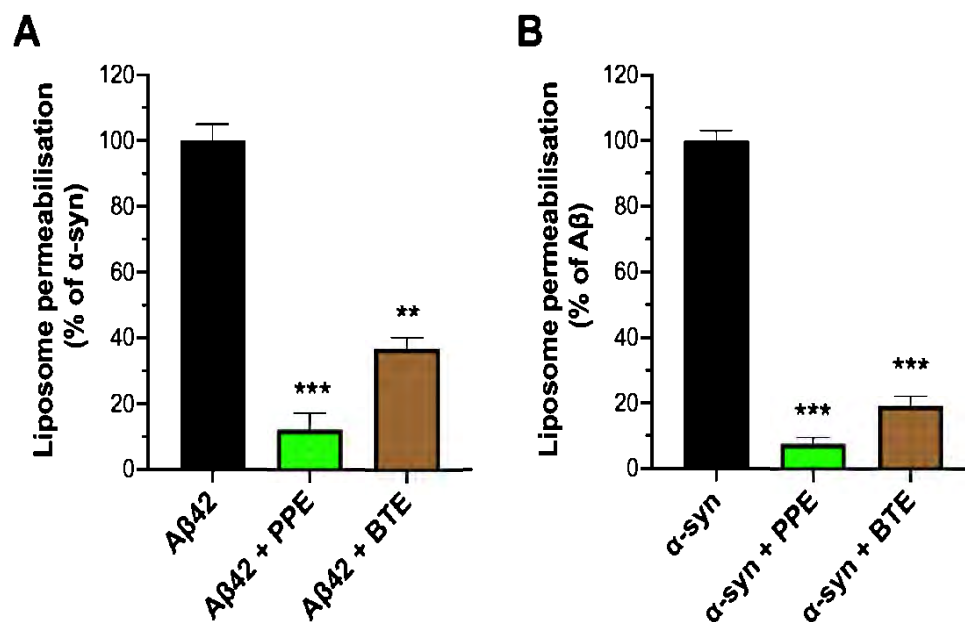 A
Liposome permeabilisation
(% of α-syn)
120
100
80
60
40
20
0
***
**
Aβ42
Aβ42 + PPE
Aβ42 + BTE
B
Liposome permeabilisation
(% of Aβ)
120
100
80
60
40
20
0
***
***
α-syn
α-syn + PPE
α-syn + BTE